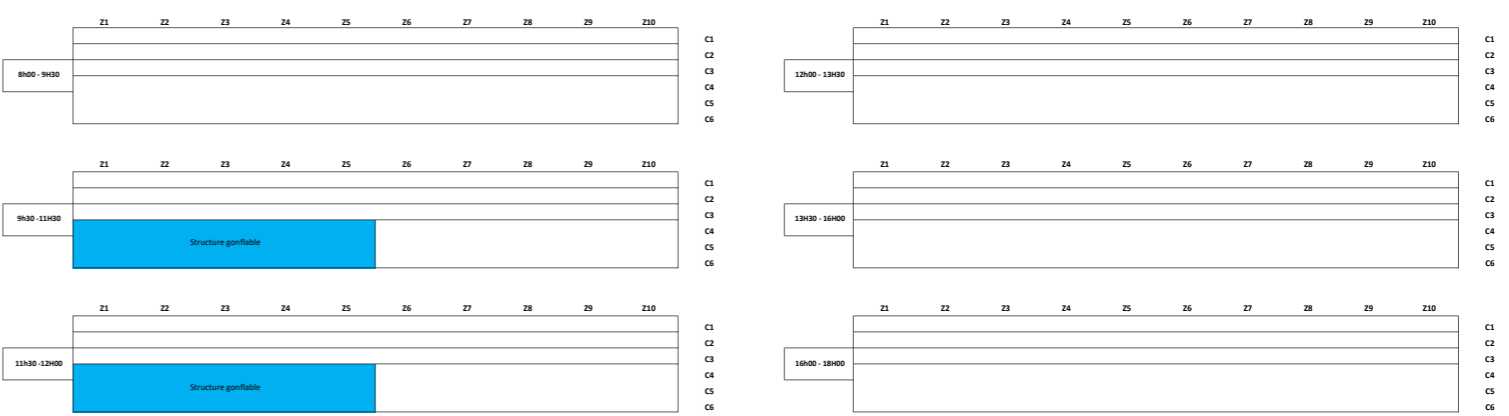 Z1 Z2 Z3 Z4 Z5 Z6 Z7 Z8 Z9 Z10
C1
C2
8h00 - 9H30 C3
C4
C5
C6
Z1 Z2 Z3 Z4 Z5 Z6 Z7 Z8 Z9 Z10
C1
C2
9h30 -11H30 C3
C4
Structure gonflable
C5
C6
Z1 Z2 Z3 Z4 Z5 Z6 Z7 Z8 Z9 Z10
C1
C2
11h30 -12H00 C3
C4
Structure gonflable
C5
C6
Z1 Z2 Z3 Z4 Z5 Z6 Z7 Z8 Z9 Z10
C1
C2
12h00 - 13H30 C3
C4
C5
C6
Z1 Z2 Z3 Z4 Z5 Z6 Z7 Z8 Z9 Z10
C1
C2
13H30 - 16H00 C3
C4
C5
C6
Z1 Z2 Z3 Z4 Z5 Z6 Z7 Z8 Z9 Z10
C1
C2
16h00 - 18H00 C3
C4
C5
C6